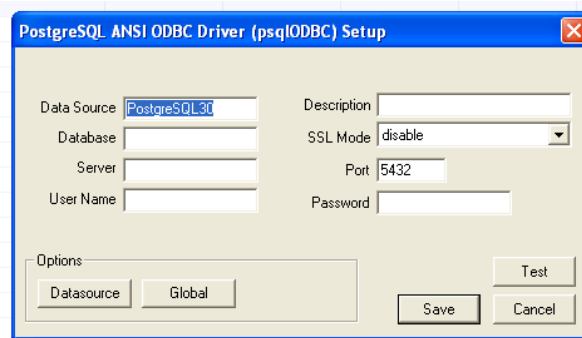 PostgreSQL ANSI ODBC Driver (psqlODBC) Setup
Data Source PostgreSQL30
Description
Database
SSL Mode disable
Server
Port 5432
User Name
Password
Options
Datasource Global
Test
Save Cancel